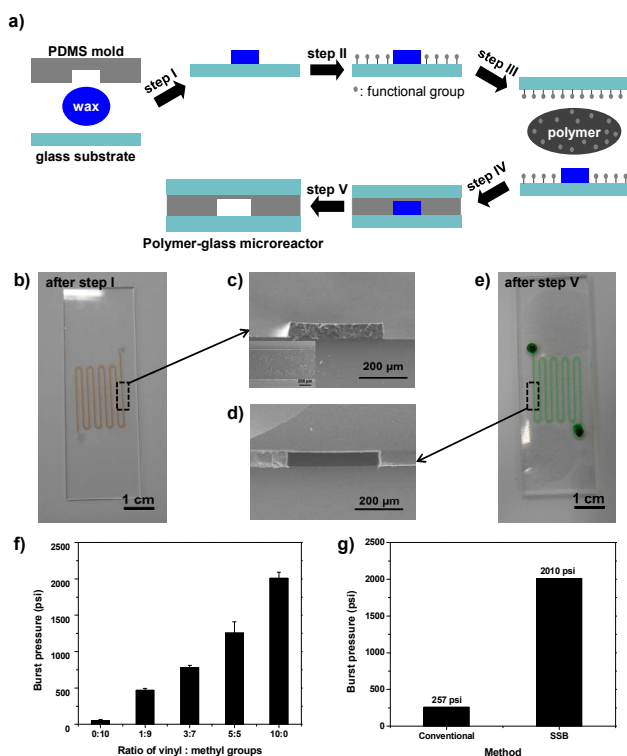 a)
PDMS mold
wax
glass substrate
step I
step II
: functional group
step III
polymer
step IV
step V
Polymer-glass microreactor
b)
after step I
1 cm
c)
200 µm
d)
200 µm
e)
after step V
1 cm
f)
Burst pressure (psi)
2500
2000
1500
1000
500
0
0:10 1:9 3:7 5:5 10:0
Ratio of vinyl : methyl groups
g)
Burst pressure (psi)
2500
2000
1500
1000
500
0
257 psi
2010 psi
Conventional SSB
Method